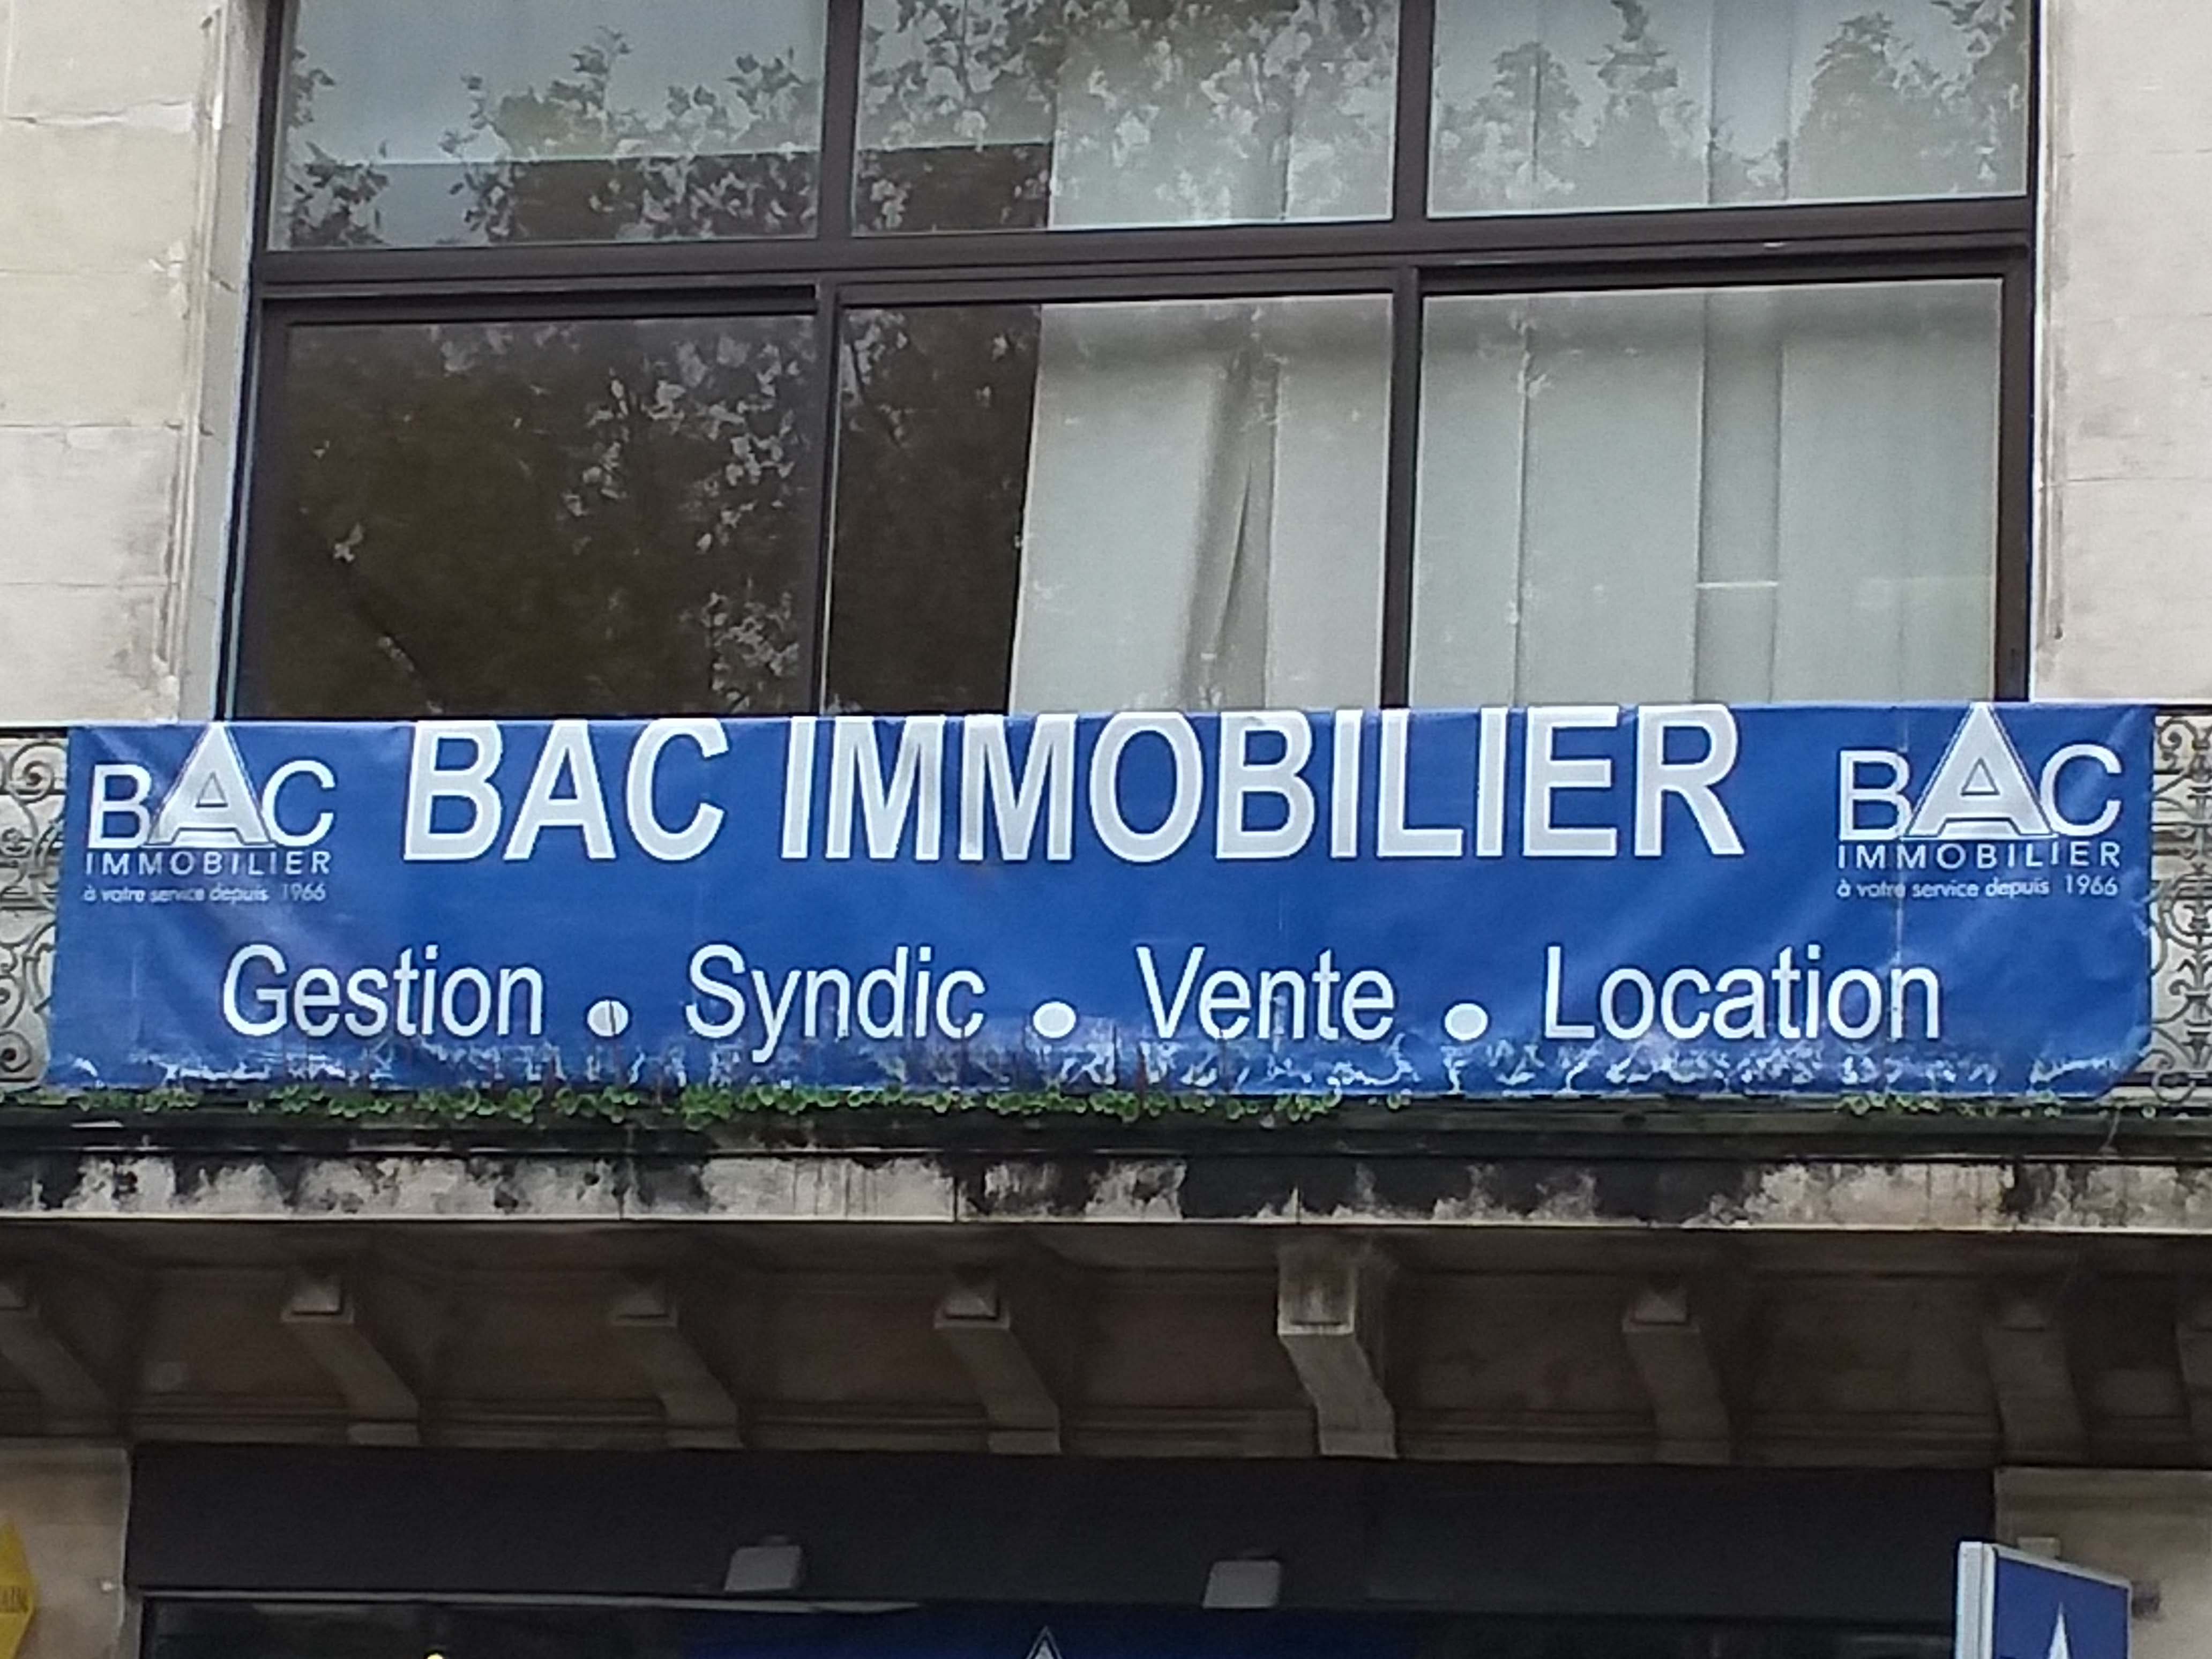 BAC
IMMOBILIER
à votre service depuis 1966
BAC IMMOBILIER
BAC
IMMOBILIER
à votre service depuis 1966
Gestion • Syndic • Vente • Location